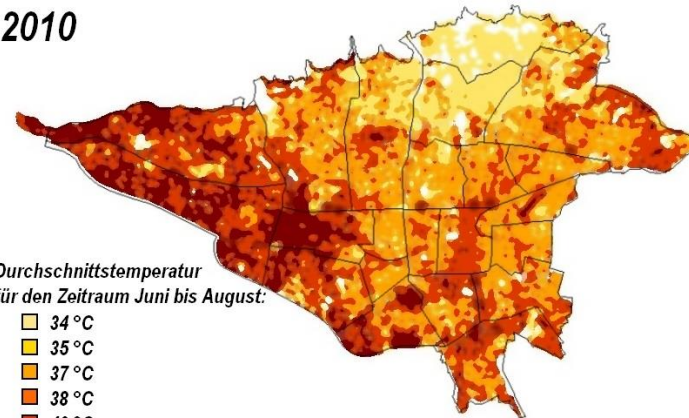 2010
Durchschnittstemperatur
für den Zeitraum Juni bis August:
34 °C
35 °C
37 °C
38 °C